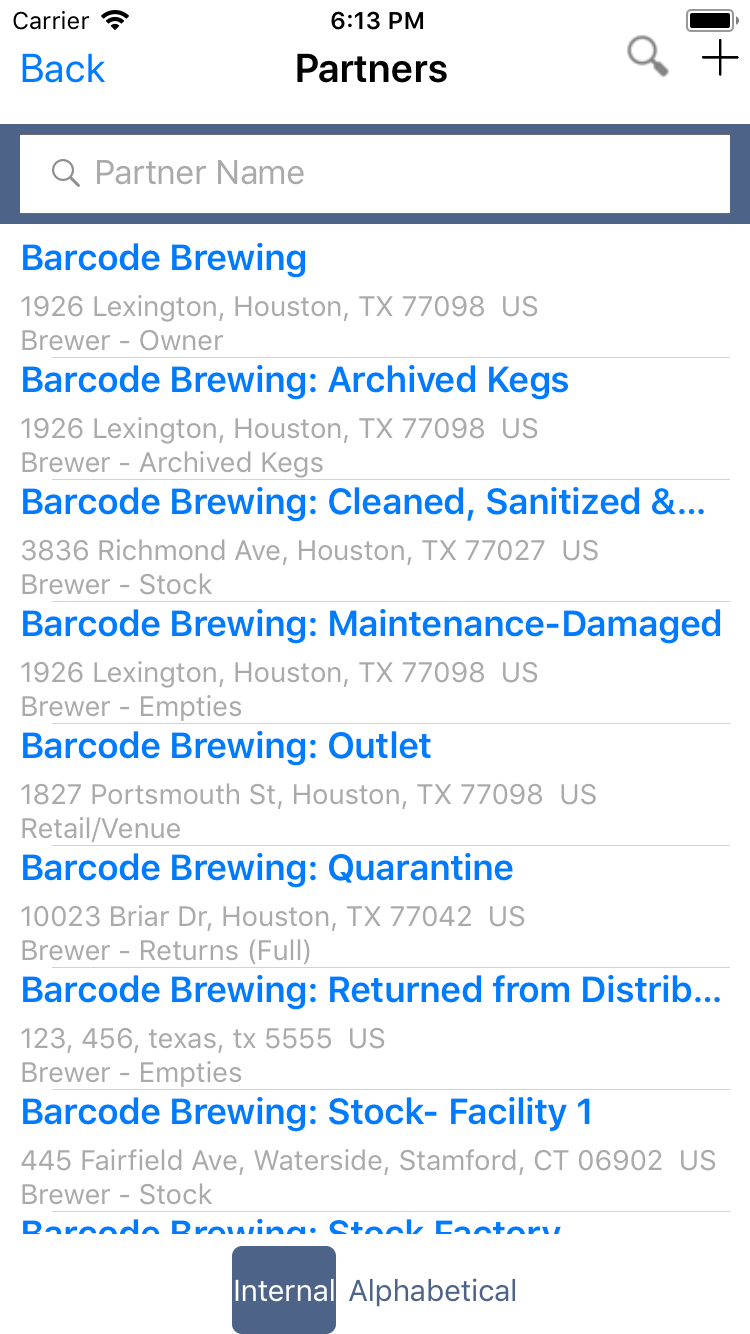 Carrier 6:13 PM
Back Partners
Partner Name
Barcode Brewing
1926 Lexington, Houston, TX 77098  US
Brewer - Owner
Barcode Brewing: Archived Kegs
1926 Lexington, Houston, TX 77098  US
Brewer - Archived Kegs
Barcode Brewing: Cleaned, Sanitized &...
3836 Richmond Ave, Houston, TX 77027  US
Brewer - Stock
Barcode Brewing: Maintenance-Damaged
1926 Lexington, Houston, TX 77098  US
Brewer - Empties
Barcode Brewing: Outlet
1827 Portsmouth St, Houston, TX 77098  US
Retail/Venue
Barcode Brewing: Quarantine
10023 Briar Dr, Houston, TX 77042  US
Brewer - Returns (Full)
Barcode Brewing: Returned from Distrib...
123, 456, texas, tx 5555  US
Brewer - Empties
Barcode Brewing: Stock- Facility 1
445 Fairfield Ave, Waterside, Stamford, CT 06902  US
Brewer - Stock
Barcode Brewing: Stock Factory
Internal Alphabetical